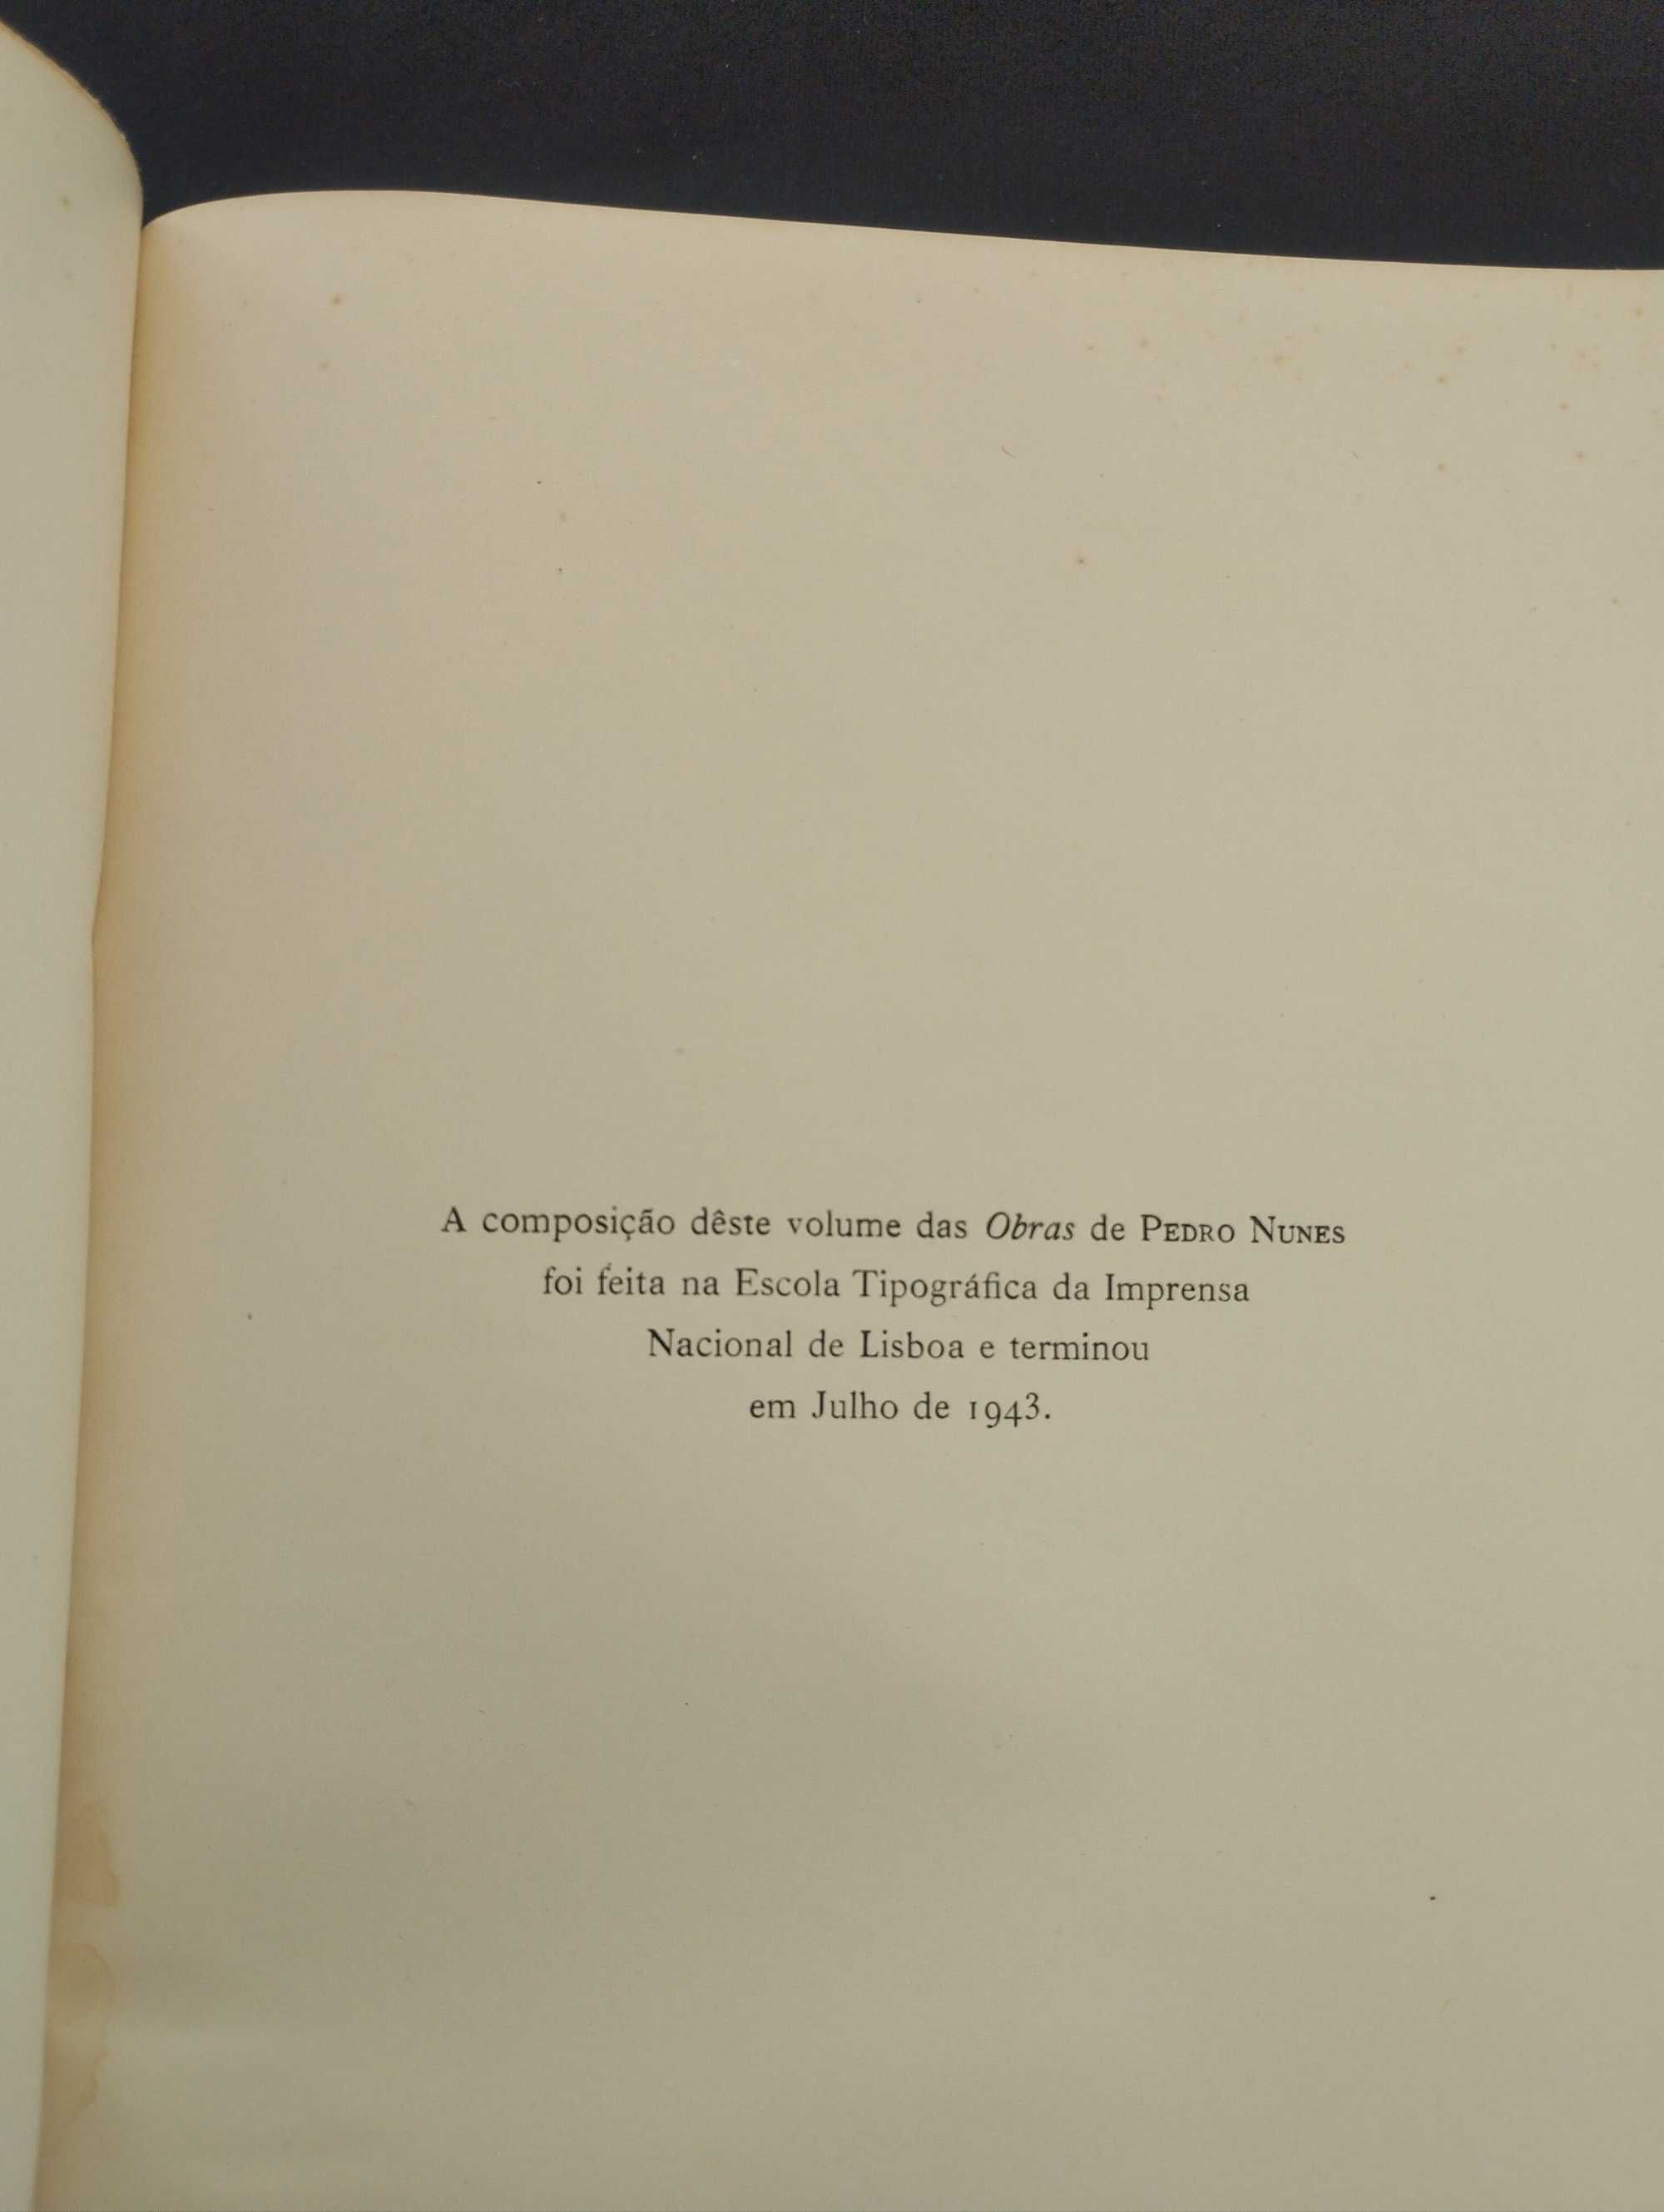 A composição dêste volume das Obras de PEDRO NUNES
foi feita na Escola Tipográfica da Imprensa
Nacional de Lisboa e terminou
em Julho de 1943.